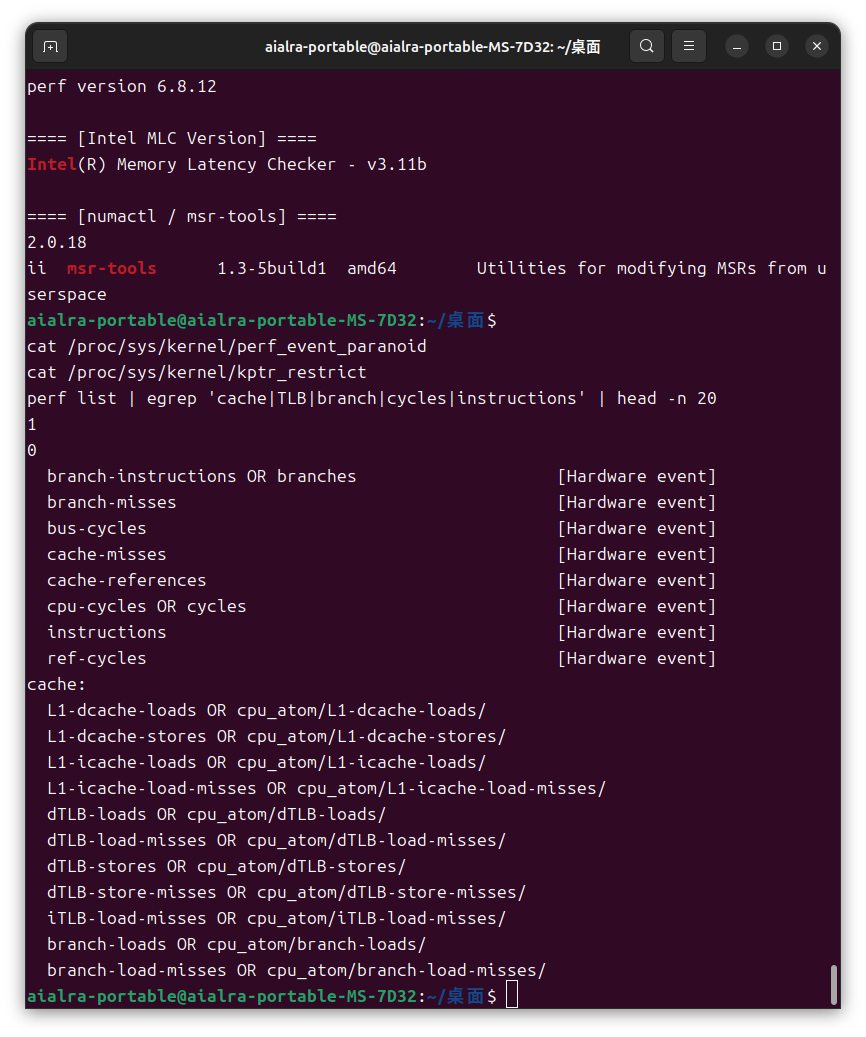 aialra-portable@aialra-portable-MS-7D32: ~/桌面
perf version 6.8.12
==== [Intel MLC Version] ====
Intel(R) Memory Latency Checker - v3.11b
==== [numactl / msr-tools] ====
2.0.18
ii  msr-tools      1.3-5build1  amd64        Utilities for modifying MSRs from u
serspace
aialra-portable@aialra-portable-MS-7D32:~/桌面$
cat /proc/sys/kernel/perf_event_paranoid
cat /proc/sys/kernel/kptr_restrict
perf list | egrep 'cache|TLB|branch|cycles|instructions' | head -n 20
1
0
  branch-instructions OR branches                    [Hardware event]
  branch-misses                                      [Hardware event]
  bus-cycles                                         [Hardware event]
  cache-misses                                       [Hardware event]
  cache-references                                   [Hardware event]
  cpu-cycles OR cycles                               [Hardware event]
  instructions                                       [Hardware event]
  ref-cycles                                         [Hardware event]
cache:
  L1-dcache-loads OR cpu_atom/L1-dcache-loads/
  L1-dcache-stores OR cpu_atom/L1-dcache-stores/
  L1-icache-loads OR cpu_atom/L1-icache-loads/
  L1-icache-load-misses OR cpu_atom/L1-icache-load-misses/
  dTLB-loads OR cpu_atom/dTLB-loads/
  dTLB-load-misses OR cpu_atom/dTLB-load-misses/
  dTLB-stores OR cpu_atom/dTLB-stores/
  dTLB-store-misses OR cpu_atom/dTLB-store-misses/
  iTLB-load-misses OR cpu_atom/iTLB-load-misses/
  branch-loads OR cpu_atom/branch-loads/
  branch-load-misses OR cpu_atom/branch-load-misses/
aialra-portable@aialra-portable-MS-7D32:~/桌面$